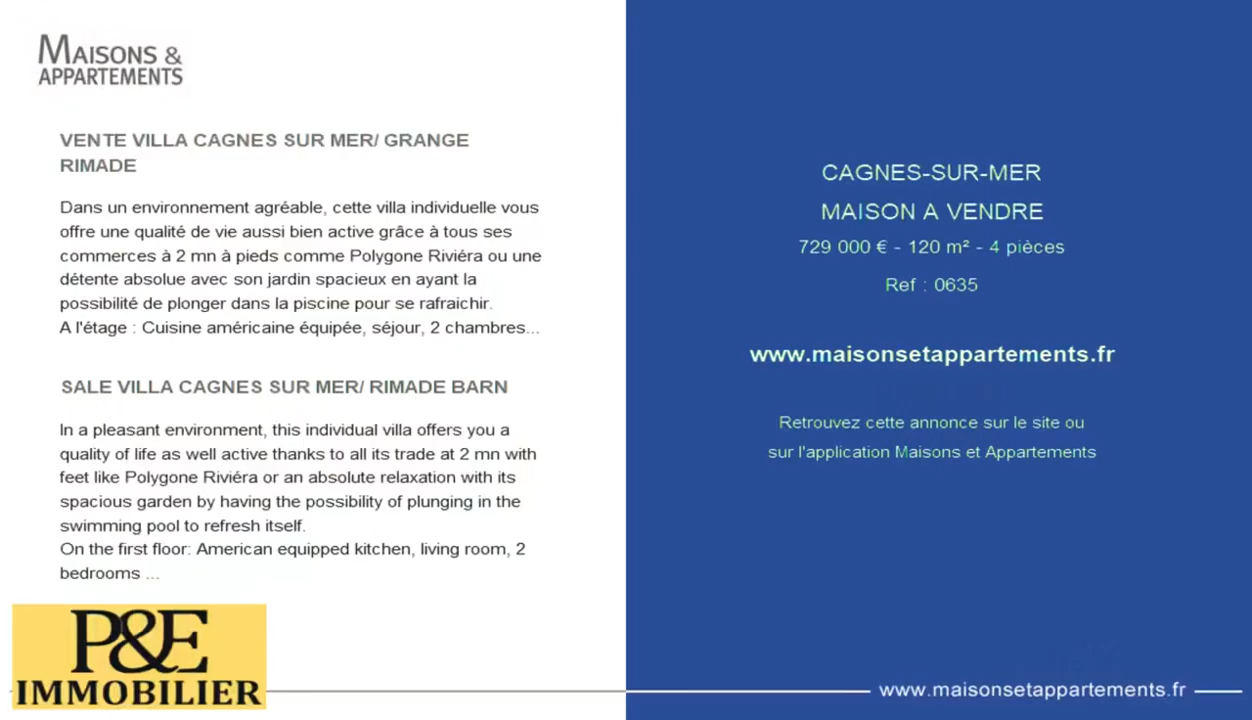 MAISONS &
APPARTEMENTS
VENTE VILLA CAGNES SUR MER/ GRANGE
RIMADE
Dans un environnement agréable, cette villa individuelle vous
offre une qualité de vie aussi bien active grâce à tous ses
commerces à 2 mn à pieds comme Polygone Riviéra ou une
détente absolue avec son jardin spacieux en ayant la
possibilité de plonger dans la piscine pour se rafraichir.
A l'étage : Cuisine américaine équipée, séjour, 2 chambres...
SALE VILLA CAGNES SUR MER/ RIMADE BARN
In a pleasant environment, this individual villa offers you a
quality of life as well active thanks to all its trade at 2 mn with
feet like Polygone Riviéra or an absolute relaxation with its
spacious garden by having the possibility of plunging in the
swimming pool to refresh itself.
On the first floor: American equipped kitchen, living room, 2
bedrooms ...
P&E
IMMOBILIER
CAGNES-SUR-MER
MAISON A VENDRE
729 000 € - 120 m² - 4 pièces
Ref : 0635
www.maisonsetappartements.fr
Retrouvez cette annonce sur le site ou
sur l'application Maisons et Appartements
www.maisonsetappartements.fr